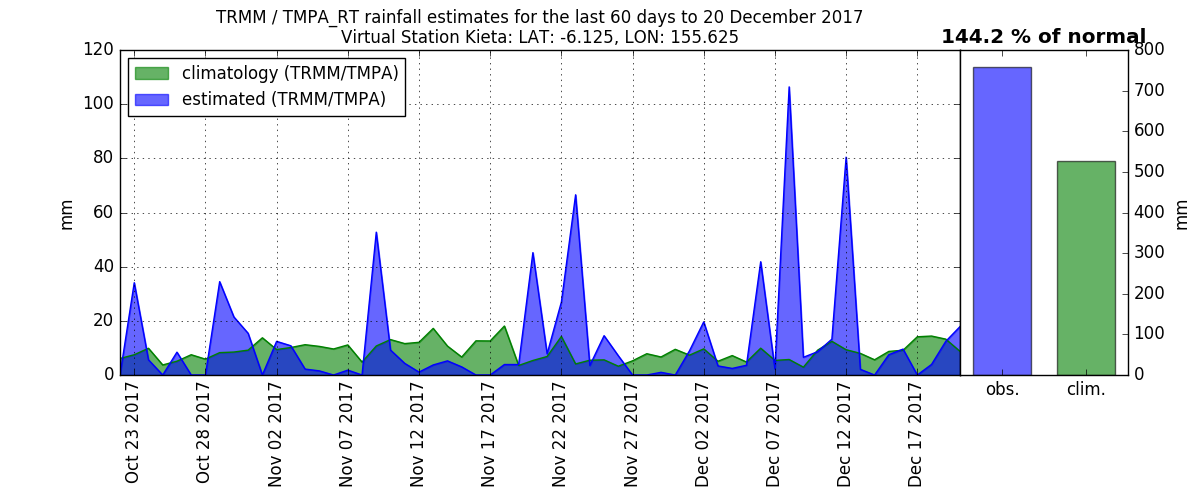 TRMM / TMPA_RT rainfall estimates for the last 60 days to 20 December 2017
Virtual Station Kieta: LAT: -6.125, LON: 155.625
144.2 % of normal
climatology (TRMM/TMPA)
estimated (TRMM/TMPA)
mm
120
100
80
60
40
20
0
Oct 23 2017
Oct 28 2017
Nov 02 2017
Nov 07 2017
Nov 12 2017
Nov 17 2017
Nov 22 2017
Nov 27 2017
Dec 02 2017
Dec 07 2017
Dec 12 2017
Dec 17 2017
800
700
600
500
400
300
200
100
0
mm
obs.
clim.